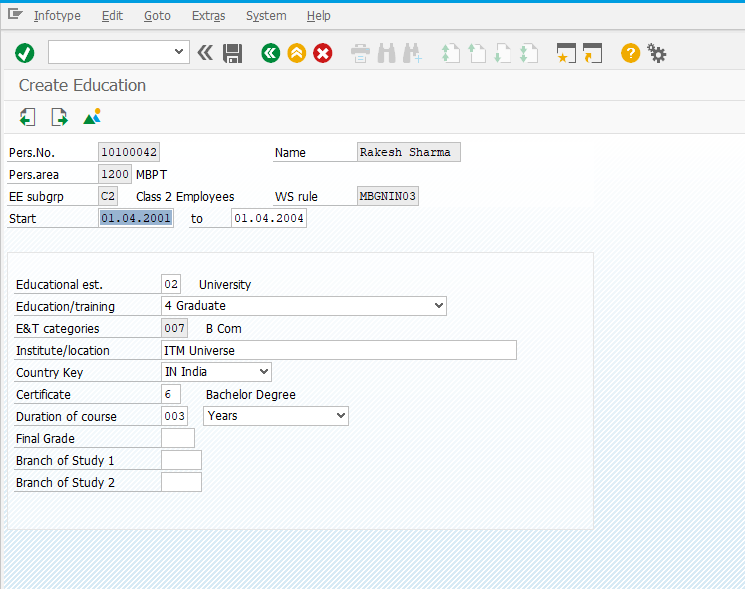 Infotype Edit Goto Extras System Help
Create Education
Pers.No. 10100042 Name Rakesh Sharma
Pers.area 1200 MBPT
EE subgrp C2 Class 2 Employees WS rule MBGNIN03
Start 01.04.2001 to 01.04.2004
Educational est. 02 University
Education/training 4 Graduate
E&T categories 007 B Com
Institute/location ITM Universe
Country Key IN India
Certificate 6 Bachelor Degree
Duration of course 003 Years
Final Grade
Branch of Study 1
Branch of Study 2